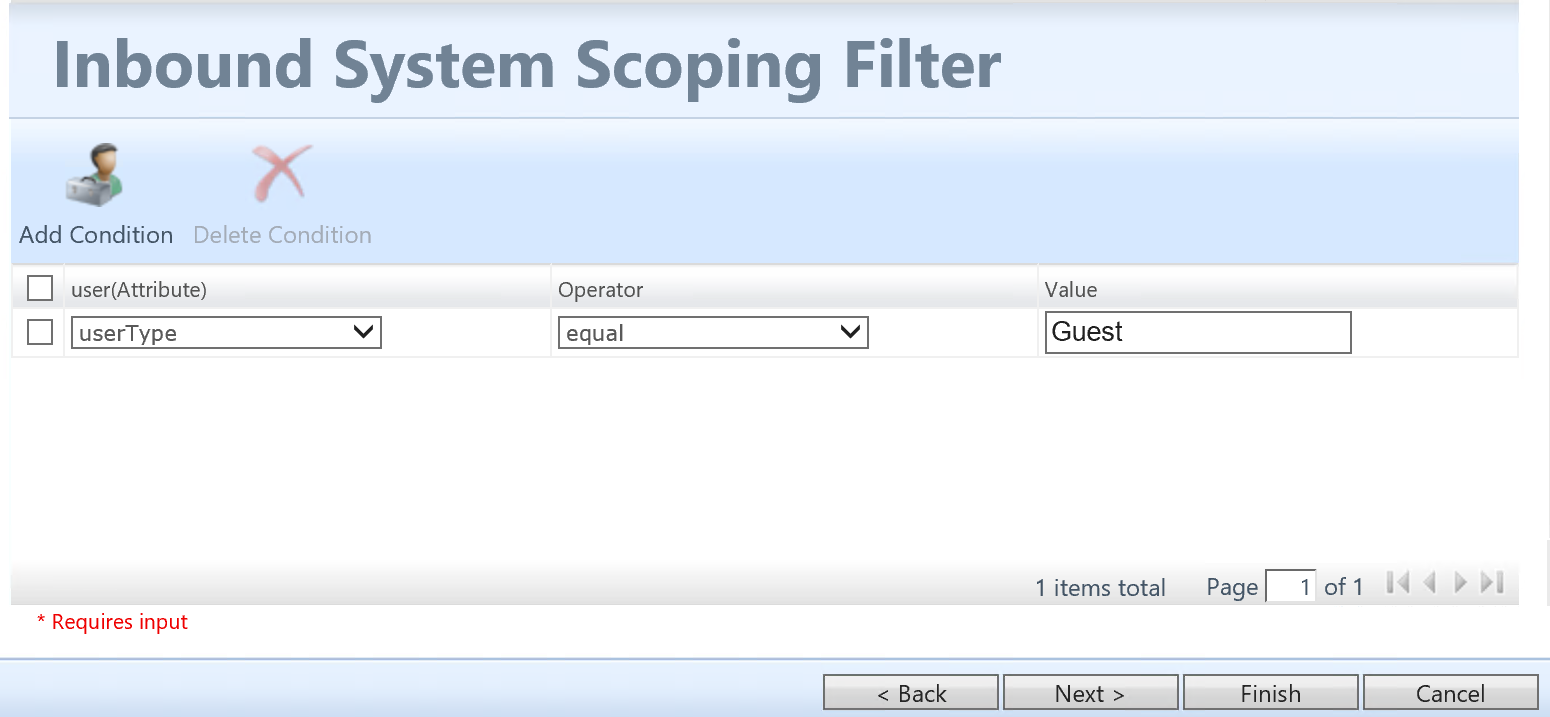 Inbound System Scoping Filter
Add Condition Delete Condition
user(Attribute) Operator Value
userType equal Guest
1 items total Page 1 of 1
* Requires input
< Back Next > Finish Cancel